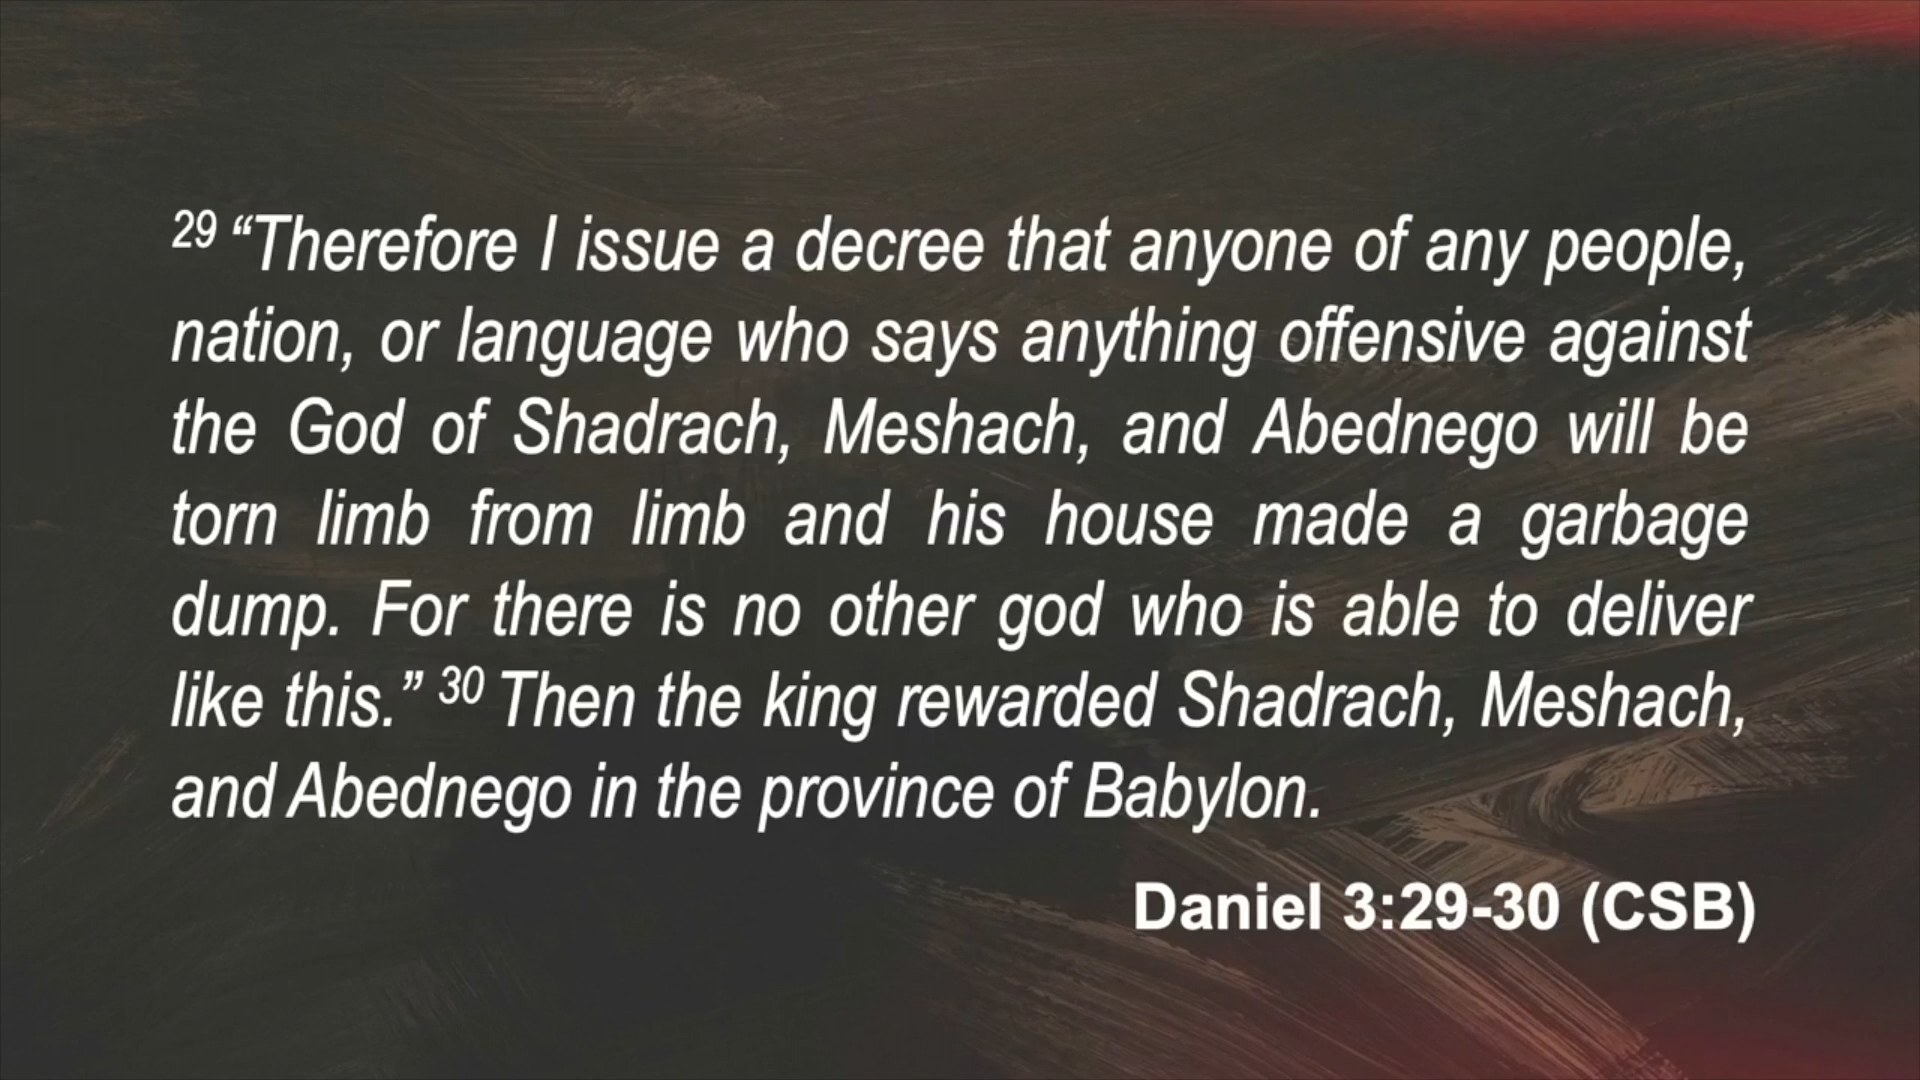 29 “Therefore I issue a decree that anyone of any people,
nation, or language who says anything offensive against
the God of Shadrach, Meshach, and Abednego will be
torn limb from limb and his house made a garbage
dump. For there is no other god who is able to deliver
like this.” 30 Then the king rewarded Shadrach, Meshach,
and Abednego in the province of Babylon.
Daniel 3:29-30 (CSB)